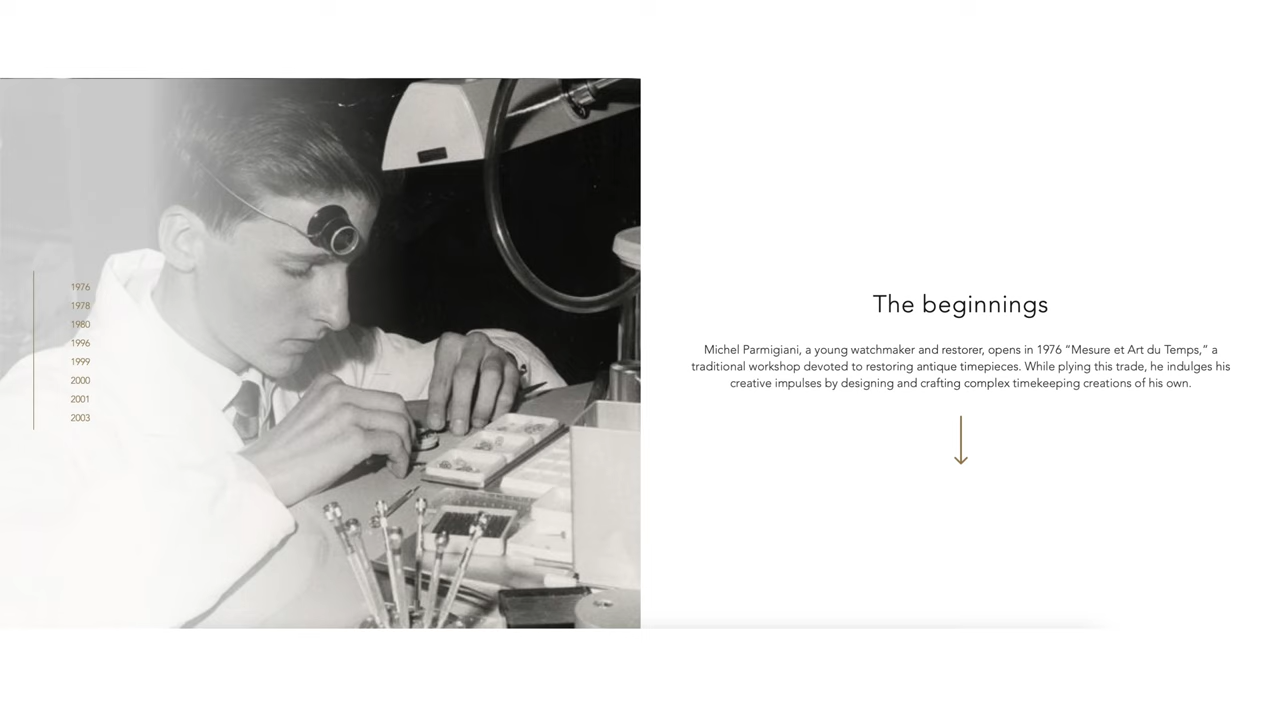 1976
1978
1980
1996
1999
2000
2001
2003
The beginnings
Michel Parmigiani, a young watchmaker and restorer, opens in 1976 “Mesure et Art du Temps,” a
traditional workshop devoted to restoring antique timepieces. While plying this trade, he indulges his
creative impulses by designing and crafting complex timekeeping creations of his own.